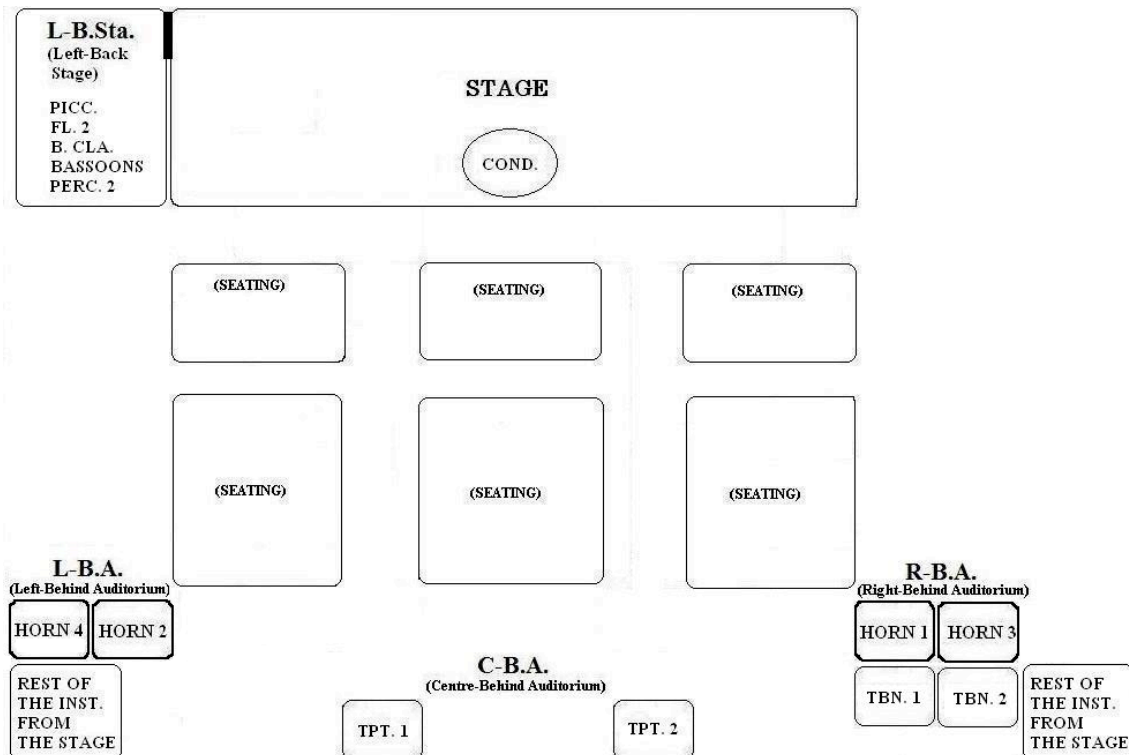 L-B.Sta.
(Left-Back
Stage)
PICC.
FL. 2
B. CLA.
BASSOONS
PERC. 2
STAGE
COND.
(SEATING)
(SEATING)
(SEATING)
(SEATING)
(SEATING)
(SEATING)
L-B.A.
(Left-Behind Auditorium)
HORN 4
HORN 2
REST OF
THE INST.
FROM
THE STAGE
C-B.A.
(Centre-Behind Auditorium)
TPT. 1
TPT. 2
R-B.A.
(Right-Behind Auditorium)
HORN 1
HORN 3
TBN. 1
TBN. 2
REST OF
THE INST.
FROM
THE STAGE